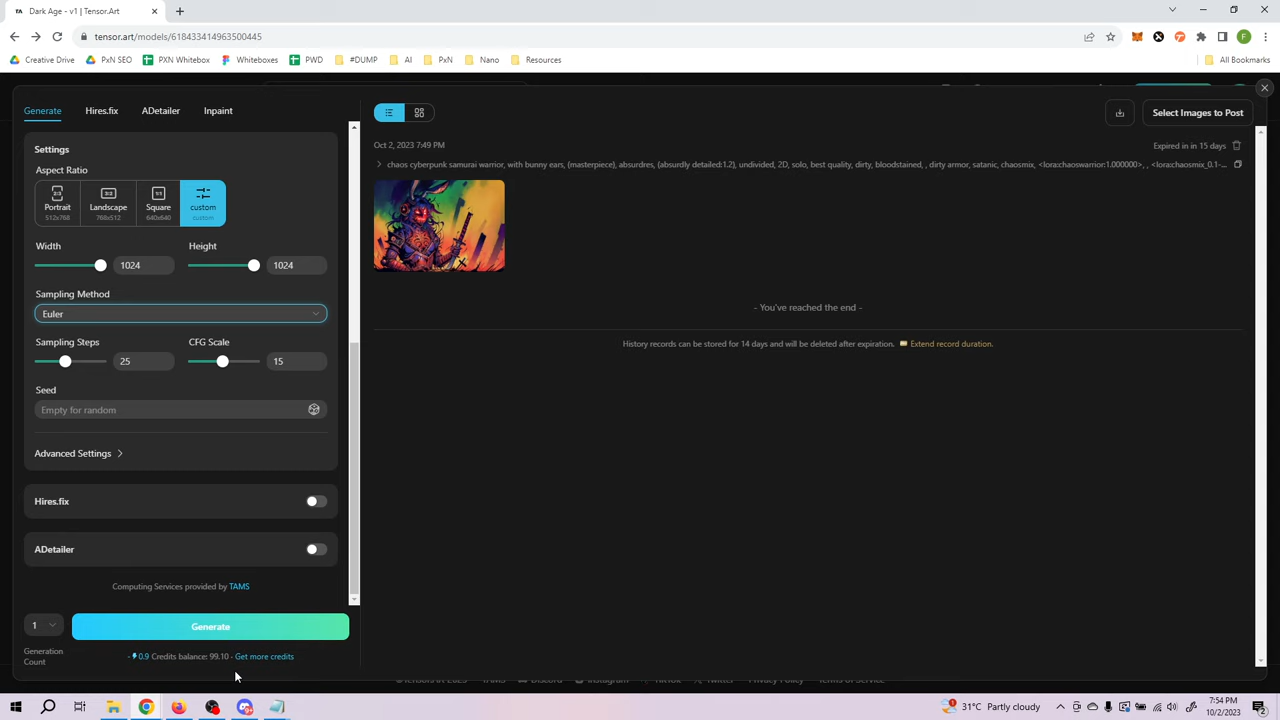 Dark Age - v1 | Tensor.Art
tensor.art/models/618433414963500445
Creative Drive PxN SEO PXN Whitebox Whiteboxes PWD #DUMP AI PxN Nano Resources All Bookmarks
Generate Hires.fix ADetailer Inpaint
Select Images to Post
Settings
Aspect Ratio
2:3 3:2 1:1
Portrait Landscape Square custom
512x768 768x512 640x640 custom
Width Height
1024 1024
Sampling Method
Euler
Sampling Steps CFG Scale
25 15
Seed
Empty for random
Advanced Settings
Hires.fix
ADetailer
Computing Services provided by TAMS
1 Generate
Generation Count
- 0.9 Credits balance: 99.10 - Get more credits
Oct 2, 2023 7:49 PM
Expired in in 15 days
chaos cyberpunk samurai warrior, with bunny ears, (masterpiece), absurdres, (absurdly detailed:1.2), undivided, 2D, solo, best quality, dirty, bloodstained, , dirty armor, satanic, chaosmix, <lora:chaoswarrior:1.000000>, , <lora:chaosmix_0.1-...
- You've reached the end -
History records can be stored for 14 days and will be deleted after expiration. Extend record duration.
31°C Partly cloudy
7:54 PM
10/2/2023